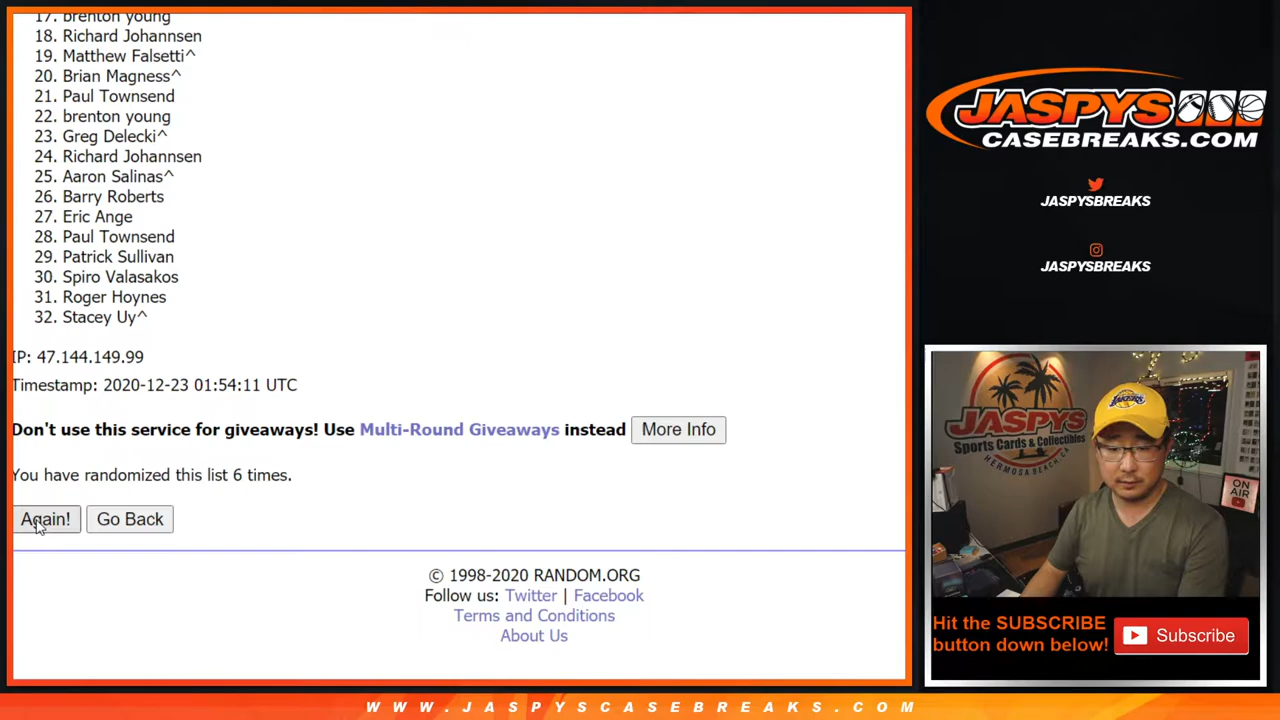 17. brenton young
18. Richard Johannsen
19. Matthew Falsetti^
20. Brian Magness^
21. Paul Townsend
22. brenton young
23. Greg Delecki^
24. Richard Johannsen
25. Aaron Salinas^
26. Barry Roberts
27. Eric Ange
28. Paul Townsend
29. Patrick Sullivan
30. Spiro Valasakos
31. Roger Hoynes
32. Stacey Uy^
IP: 47.144.149.99
Timestamp: 2020-12-23 01:54:11 UTC
Don't use this service for giveaways! Use Multi-Round Giveaways instead More Info
You have randomized this list 6 times.
Again! Go Back
© 1998-2020 RANDOM.ORG
Follow us: Twitter | Facebook
Terms and Conditions
About Us
JASPYS
CASEBREAKS.COM
JASPYSBREAKS
JASPYSBREAKS
JASPYS
Sports Cards & Collectibles
HERMOSA BEACH, CA
LAKERS
ON AIR
Hit the SUBSCRIBE
button down below!
Subscribe
WWW.JASPYSCASEBREAKS.COM